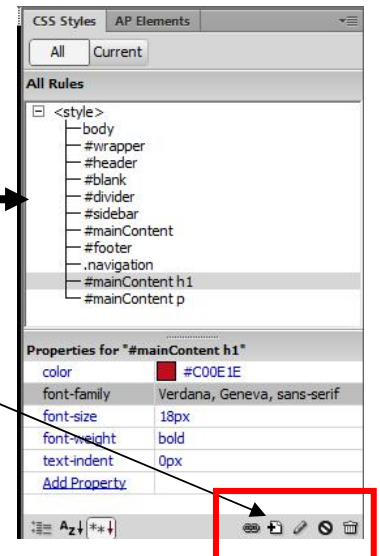 CSS Styles AP Elements
All Current
All Rules
<style>
body
#wrapper
#header
#blank
#divider
#sidebar
#mainContent
#footer
.navigation
#mainContent h1
#mainContent p
Properties for "#mainContent h1"
color #C00E1E
font-family Verdana, Geneva, sans-serif
font-size 18px
font-weight bold
text-indent 0px
Add Property
Az↓ **↓